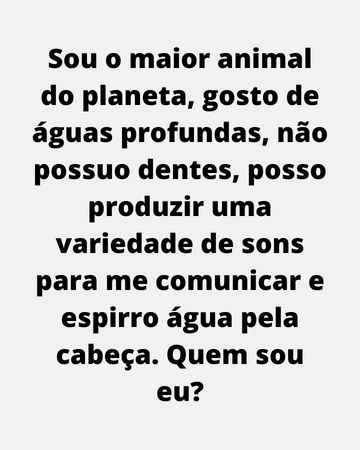 Sou o maior animal
do planeta, gosto de
águas profundas, não
possuo dentes, posso
produzir uma
variedade de sons
para me comunicar e
espirro água pela
cabeça. Quem sou
eu?